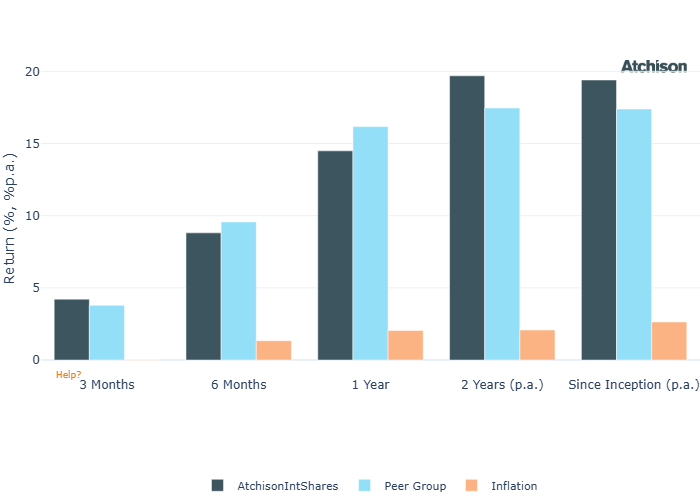 Atchison
Return (%, %p.a.)
20
15
10
5
0
Help?
3 Months
6 Months
1 Year
2 Years (p.a.)
Since Inception (p.a.)
AtchisonIntShares
Peer Group
Inflation